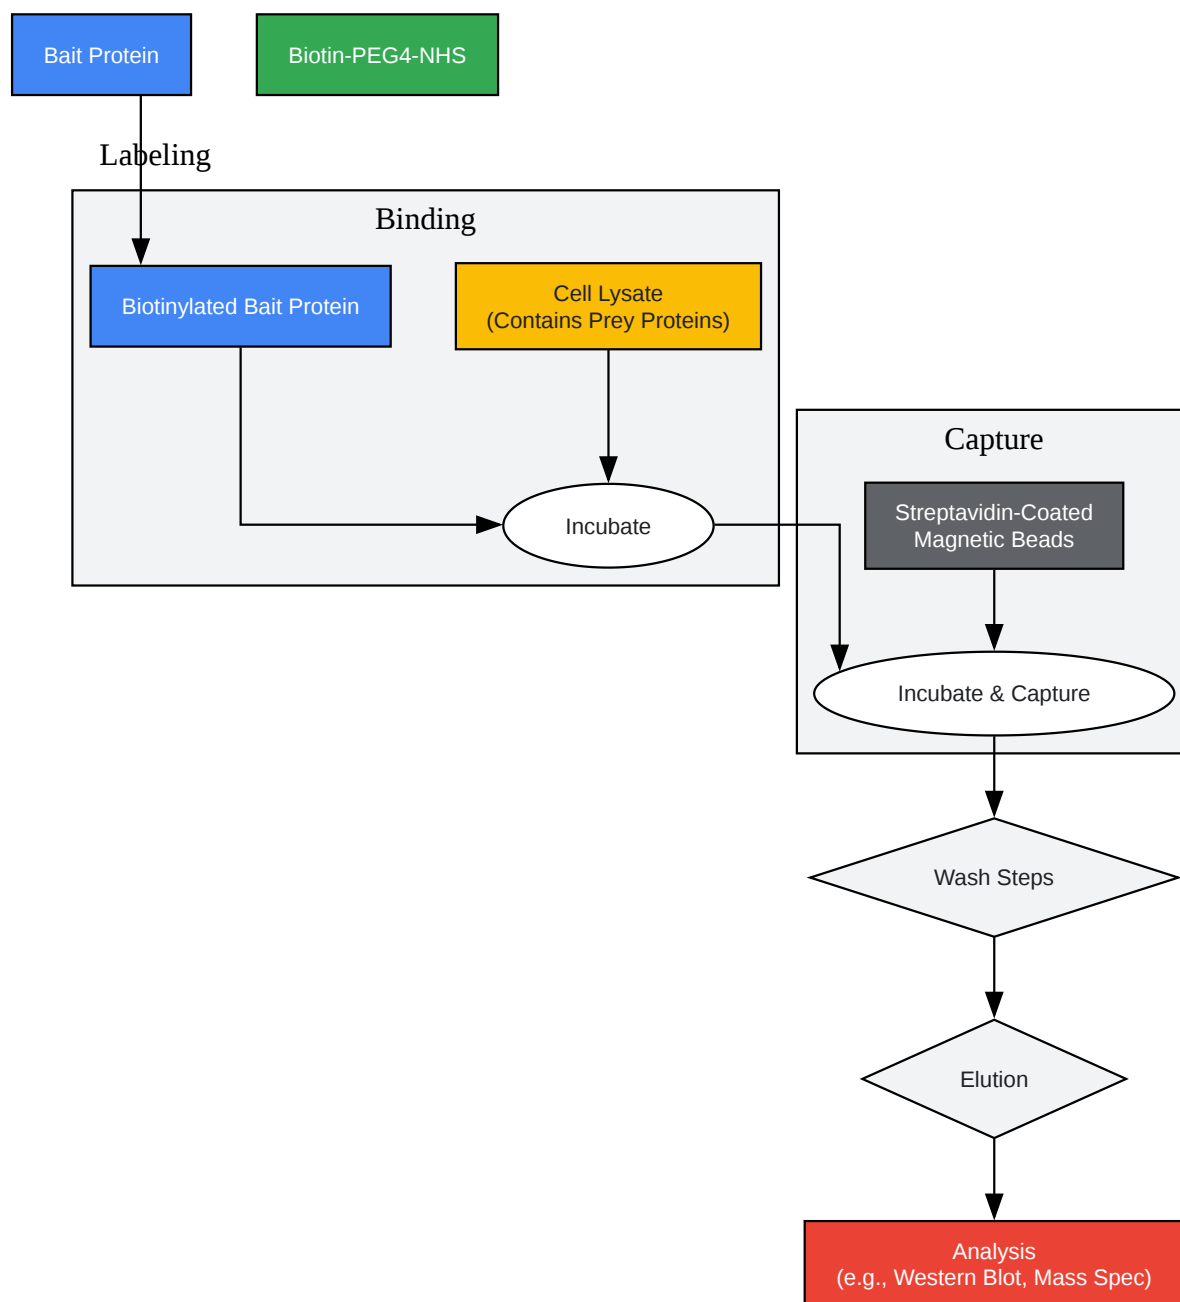 Bait Protein
Biotin-PEG4-NHS
Labeling
Binding
Biotinylated Bait Protein
Cell Lysate
(Contains Prey Proteins)
Incubate
Capture
Streptavidin-Coated
Magnetic Beads
Incubate & Capture
Wash Steps
Elution
Analysis
(e.g., Western Blot, Mass Spec)